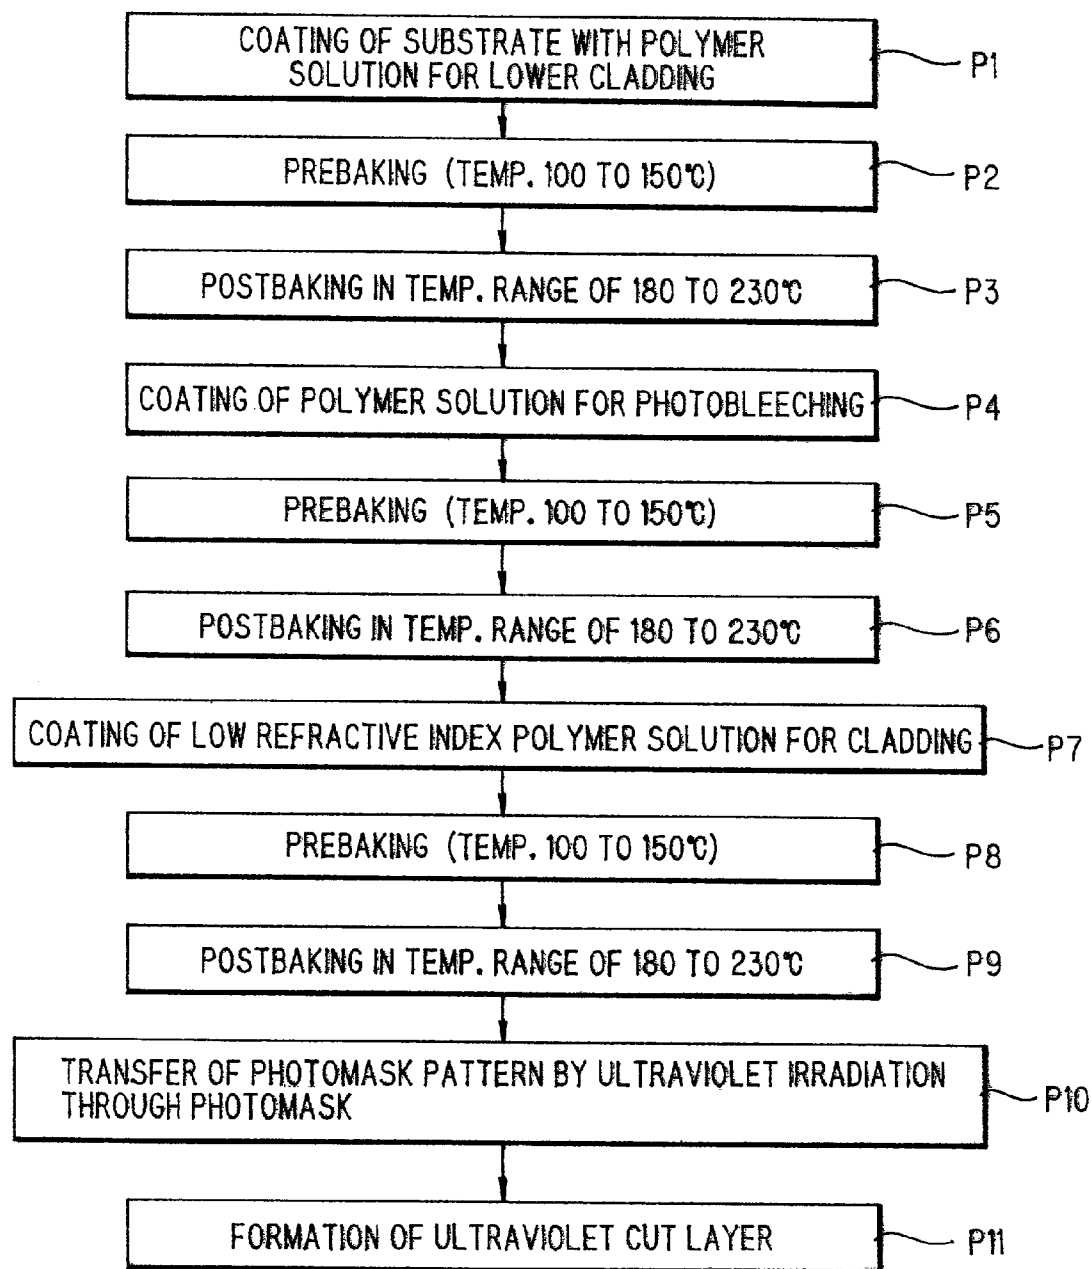 COATING OF SUBSTRATE WITH POLYMER
SOLUTION FOR LOWER CLADDING
P1
PREBAKING (TEMP. 100 TO 150℃)
P2
POSTBAKING IN TEMP. RANGE OF 180 TO 230℃
P3
COATING OF POLYMER SOLUTION FOR PHOTOBLEECHING
P4
PREBAKING (TEMP. 100 TO 150℃)
P5
POSTBAKING IN TEMP. RANGE OF 180 TO 230℃
P6
COATING OF LOW REFRACTIVE INDEX POLYMER SOLUTION FOR CLADDING
P7
PREBAKING (TEMP. 100 TO 150℃)
P8
POSTBAKING IN TEMP. RANGE OF 180 TO 230℃
P9
TRANSFER OF PHOTOMASK PATTERN BY ULTRAVIOLET IRRADIATION
THROUGH PHOTOMASK
P10
FORMATION OF ULTRAVIOLET CUT LAYER
P11